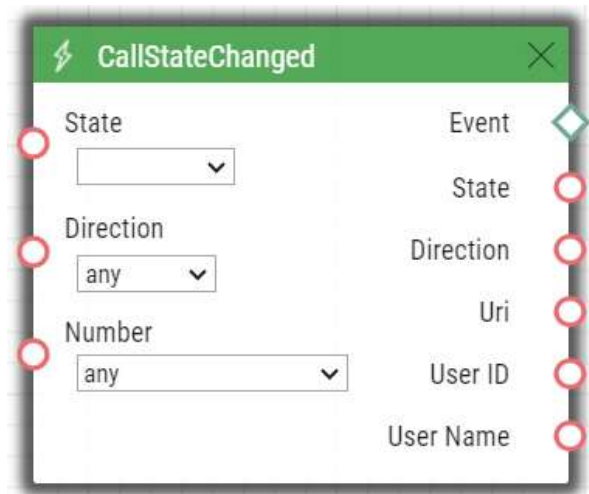 CallStateChanged
State
Event
State
Direction
any
Direction
Uri
Number
any
User ID
User Name